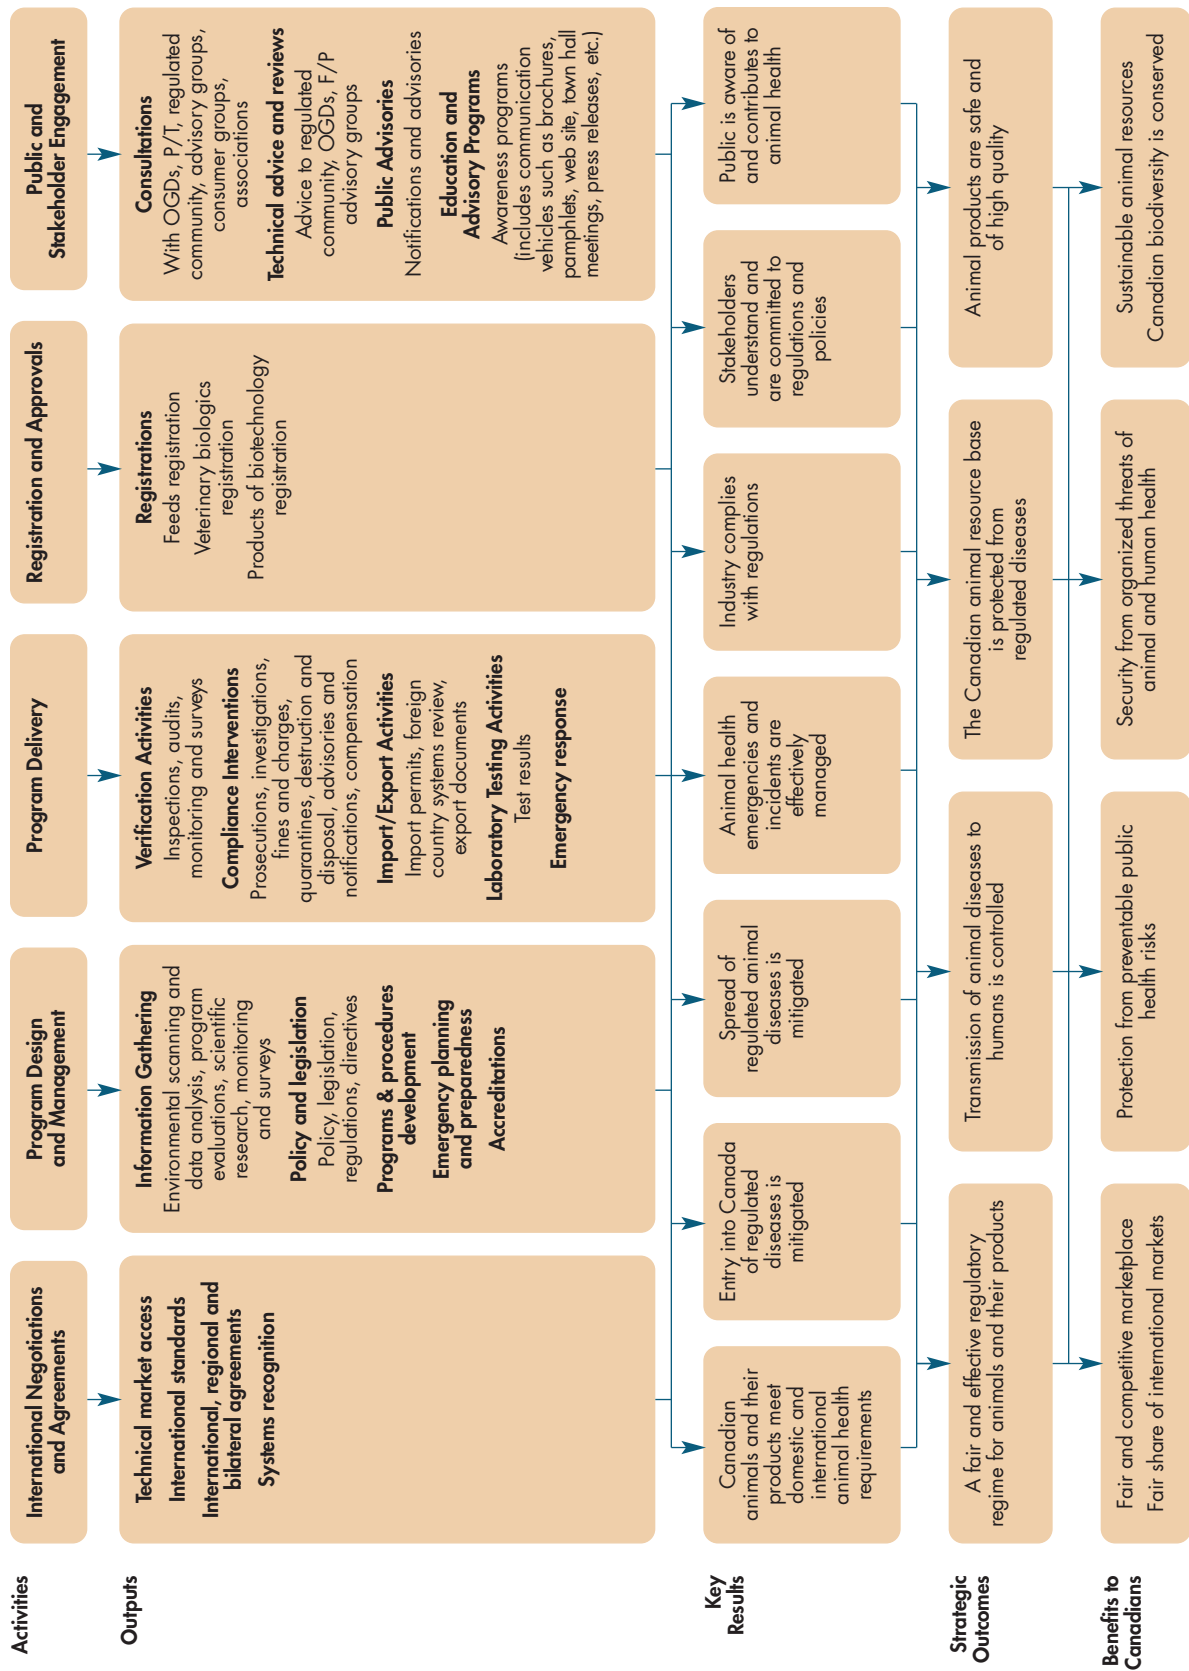 Activities
International Negotiations
and Agreements
Program Design
and Management
Program Delivery
Registration and Approvals
Public and
Stakeholder Engagement
Outputs
Technical market access
International standards
International, regional and
bilateral agreements
Systems recognition
Information Gathering
Environmental scanning and
data analysis, program
evaluations, scientific
research, monitoring
and surveys
Policy and legislation
Policy, legislation,
regulations, directives
Programs & procedures
development
Emergency planning
and preparedness
Accreditations
Verification Activities
Inspections, audits,
monitoring and surveys
Compliance Interventions
Prosecutions, investigations,
fines and charges,
quarantines, destruction and
disposal, advisories and
notifications, compensation
Import/Export Activities
Import permits, foreign
country systems review,
export documents
Laboratory Testing Activities
Test results
Emergency response
Registrations
Feeds registration
Veterinary biologics
registration
Products of biotechnology
registration
Consultations
With OGDs, P/T, regulated
community, advisory groups,
consumer groups,
associations
Technical advice and reviews
Advice to regulated
community, OGDs, F/P
advisory groups
Public Advisories
Notifications and advisories
Education and
Advisory Programs
Awareness programs
(includes communication
vehicles such as brochures,
pamphlets, web site, town hall
meetings, press releases, etc.)
Key
Results
Canadian
animals and their
products meet
domestic and
international
animal health
requirements
Entry into Canada
of regulated
diseases is
mitigated
Spread of
regulated animal
diseases is
mitigated
Animal health
emergencies and
incidents are
effectively
managed
Industry complies
with regulations
Stakeholders
understand and
are committed to
regulations and
policies
Public is aware of
and contributes to
animal health
Strategic
Outcomes
A fair and effective regulatory
regime for animals and their products
Transmission of animal diseases to
humans is controlled
The Canadian animal resource base
is protected from
regulated diseases
Animal products are safe and
of high quality
Benefits to
Canadians
Fair and competitive marketplace
Fair share of international markets
Protection from preventable public
health risks
Security from organized threats of
animal and human health
Sustainable animal resources
Canadian biodiversity is conserved